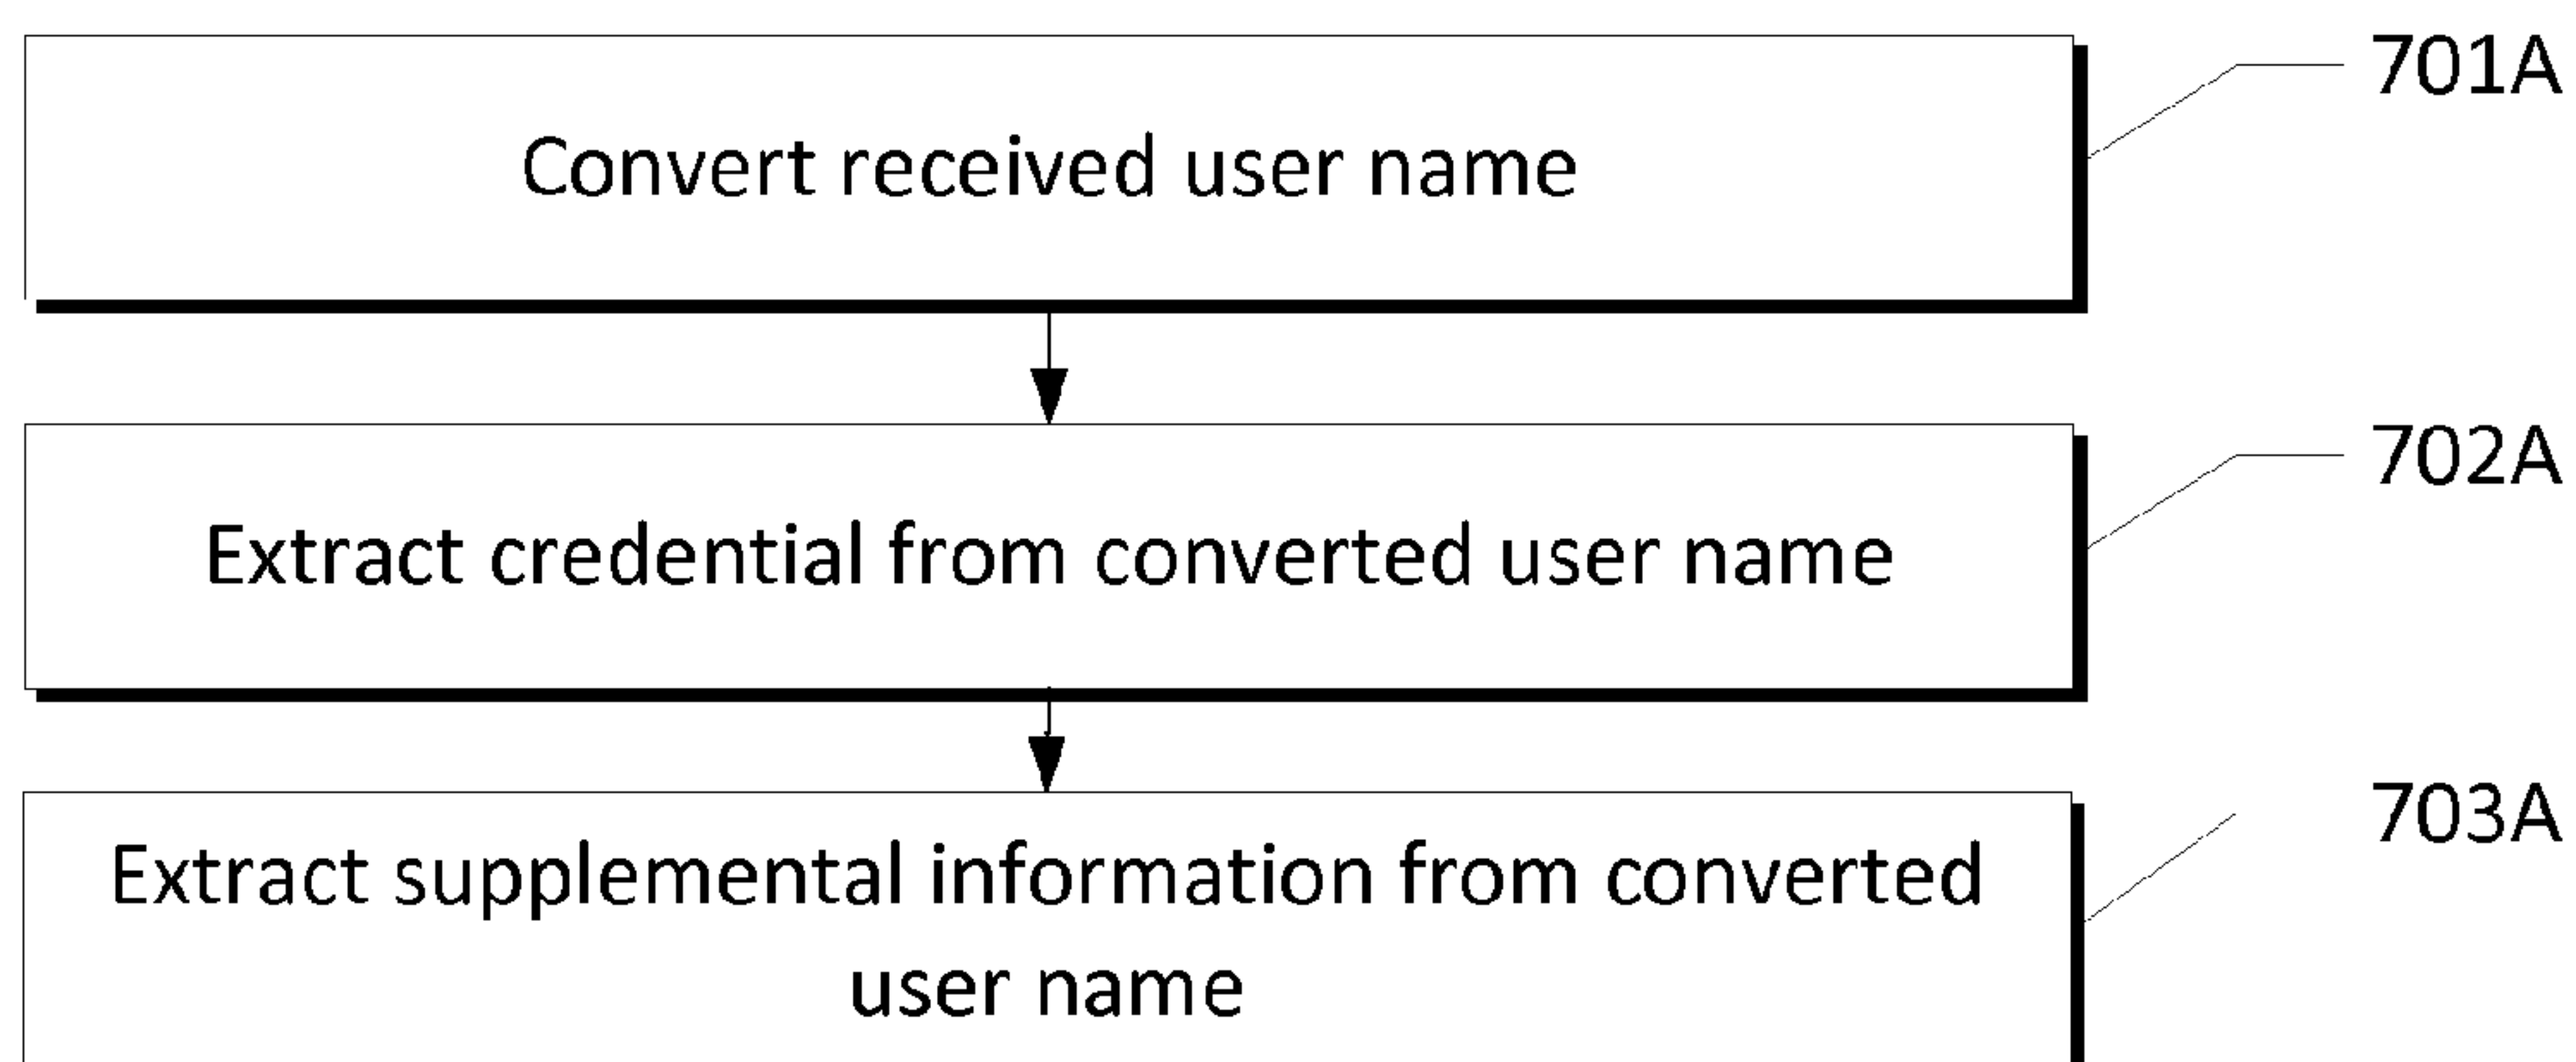 Convert received user name
701A
Extract credential from converted user name
702A
Extract supplemental information from converted
user name
703A